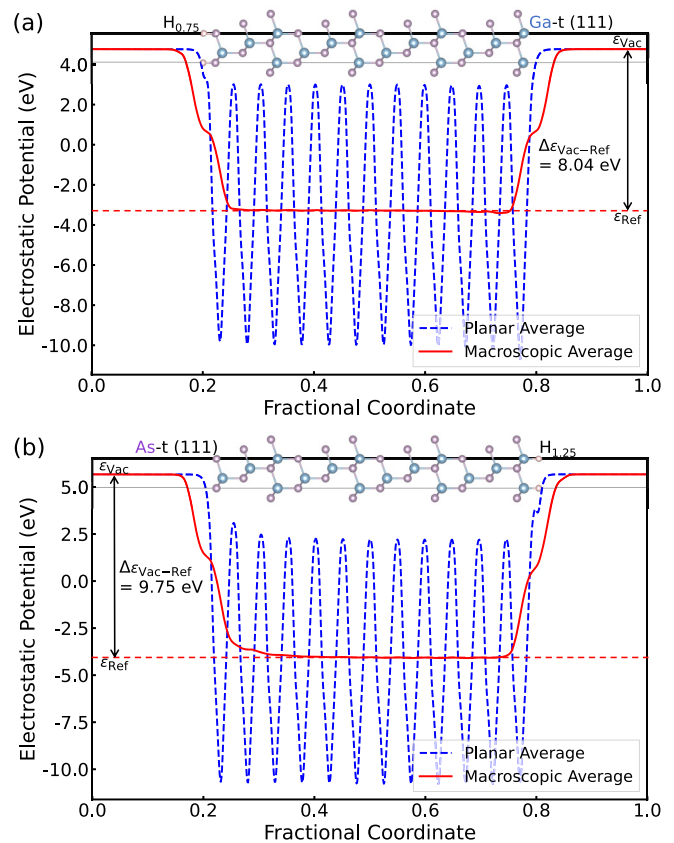 (a)
H0.75
Ga-t (111)
εVac
4.0
2.0
0.0
−2.0
−4.0
−6.0
−8.0
−10.0
Electrostatic Potential (eV)
ΔεVac−Ref
= 8.04 eV
εRef
Planar Average
Macroscopic Average
0.0 0.2 0.4 0.6 0.8 1.0
Fractional Coordinate
(b)
As-t (111)
H1.25
εVac
5.0
2.5
0.0
−2.5
−5.0
−7.5
−10.0
Electrostatic Potential (eV)
ΔεVac−Ref
= 9.75 eV
εRef
Planar Average
Macroscopic Average
0.0 0.2 0.4 0.6 0.8 1.0
Fractional Coordinate